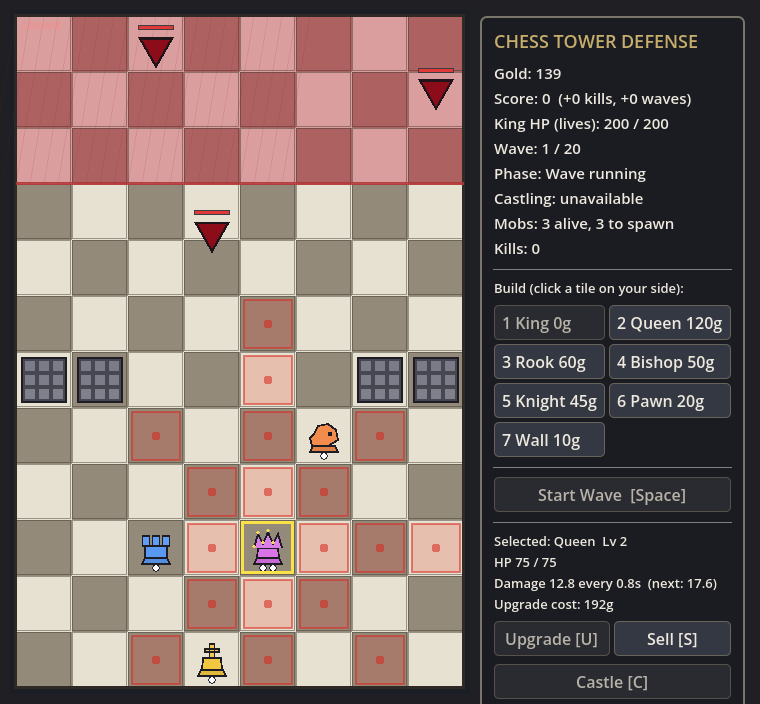 CHESS TOWER DEFENSE
Gold: 139
Score: 0 (+0 kills, +0 waves)
King HP (lives): 200 / 200
Wave: 1 / 20
Phase: Wave running
Castling: unavailable
Mobs: 3 alive, 3 to spawn
Kills: 0
Build (click a tile on your side):
1 King 0g 2 Queen 120g
3 Rook 60g 4 Bishop 50g
5 Knight 45g 6 Pawn 20g
7 Wall 10g
Start Wave [Space]
Selected: Queen Lv 2
HP 75 / 75
Damage 12.8 every 0.8s (next: 17.6)
Upgrade cost: 192g
Upgrade [U] Sell [S]
Castle [C]